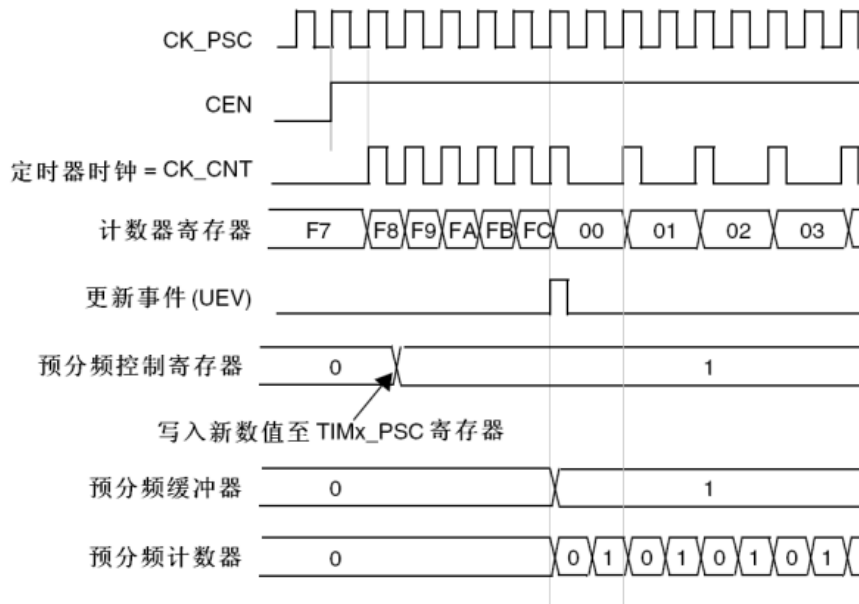 CK_PSC
CEN
定时器时钟 = CK_CNT
计数器寄存器 F7 F8 F9 FA FB FC 00 01 02 03
更新事件 (UEV)
预分频控制寄存器 0 1
写入新数值至 TIMx_PSC 寄存器
预分频缓冲器 0 1
预分频计数器 0 0 1 0 1 0 1 0 1